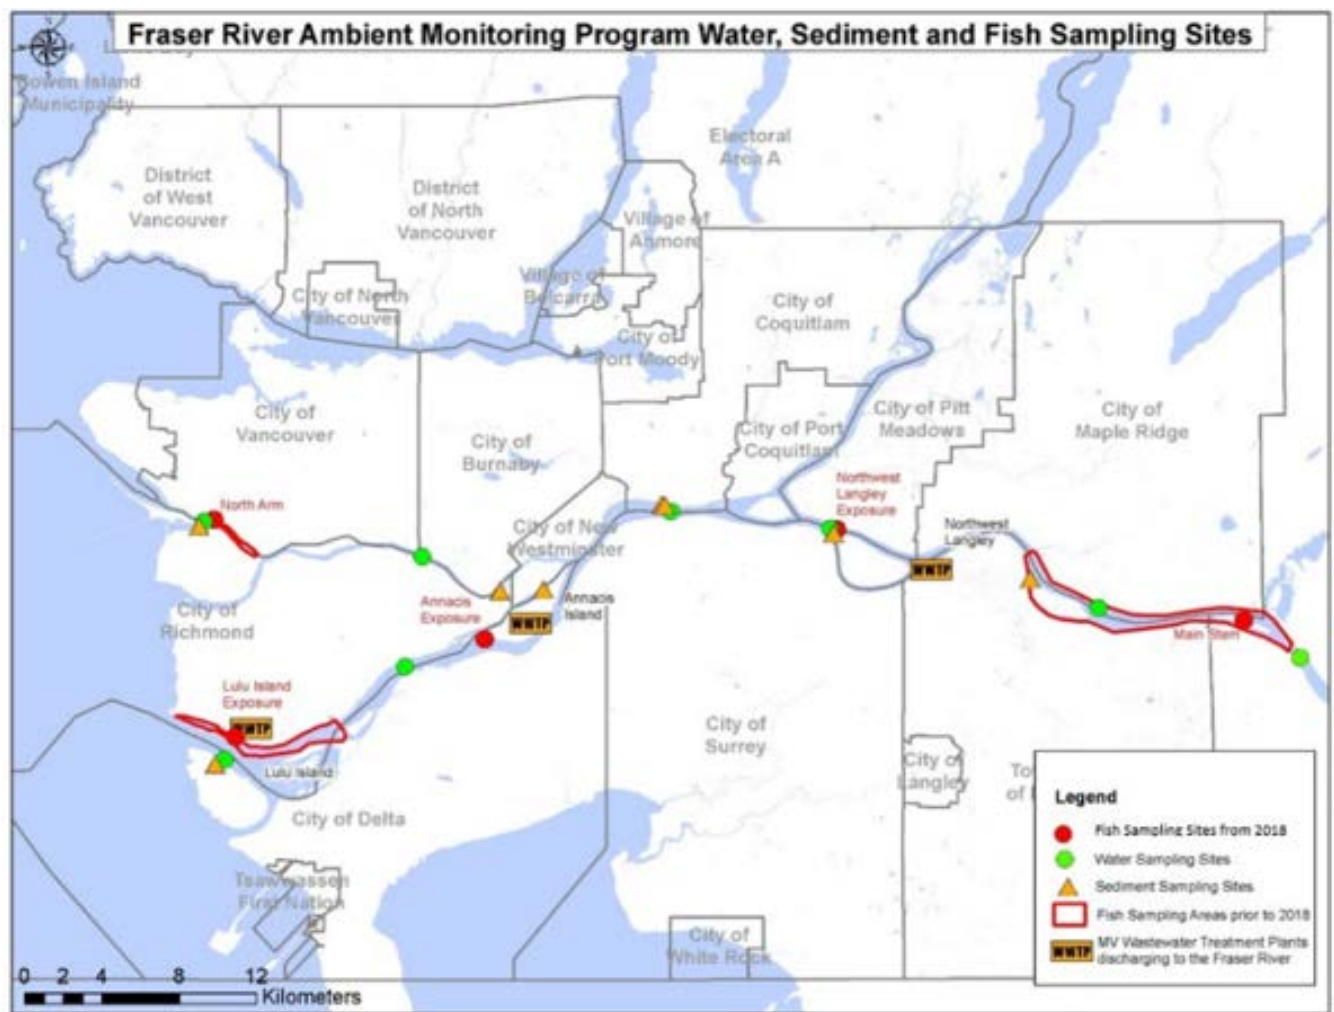 Fraser River Ambient Monitoring Program Water, Sediment and Fish Sampling Sites
Bowen Island
Municipality
Electoral
Area A
District
of West
Vancouver
District
of North
Vancouver
Village of
Anmore
Village of
Belcarra
City of North
Vancouver
City of
Coquitlam
City of
Port Moody
City of
Vancouver
City of
Burnaby
City of Port
Coquitlam
City of Pitt
Meadows
City of
Maple Ridge
North Arm
Northwest
Langley
Exposure
City of New
Westminster
Northwest
Langley
WWTP
Annacis
Exposure
Annacis
Island
WWTP
City of
Richmond
Main Stem
Lulu Island
Exposure
WWTP
Lulu Island
City of
Surrey
City of
Langley
City of Delta
Tsawwassen
First Nation
City of
White Rock
Legend
Fish Sampling Sites from 2018
Water Sampling Sites
Sediment Sampling Sites
Fish Sampling Areas prior to 2018
WWTP
MV Wastewater Treatment Plants
discharging to the Fraser River
0 2 4 8 12
Kilometers